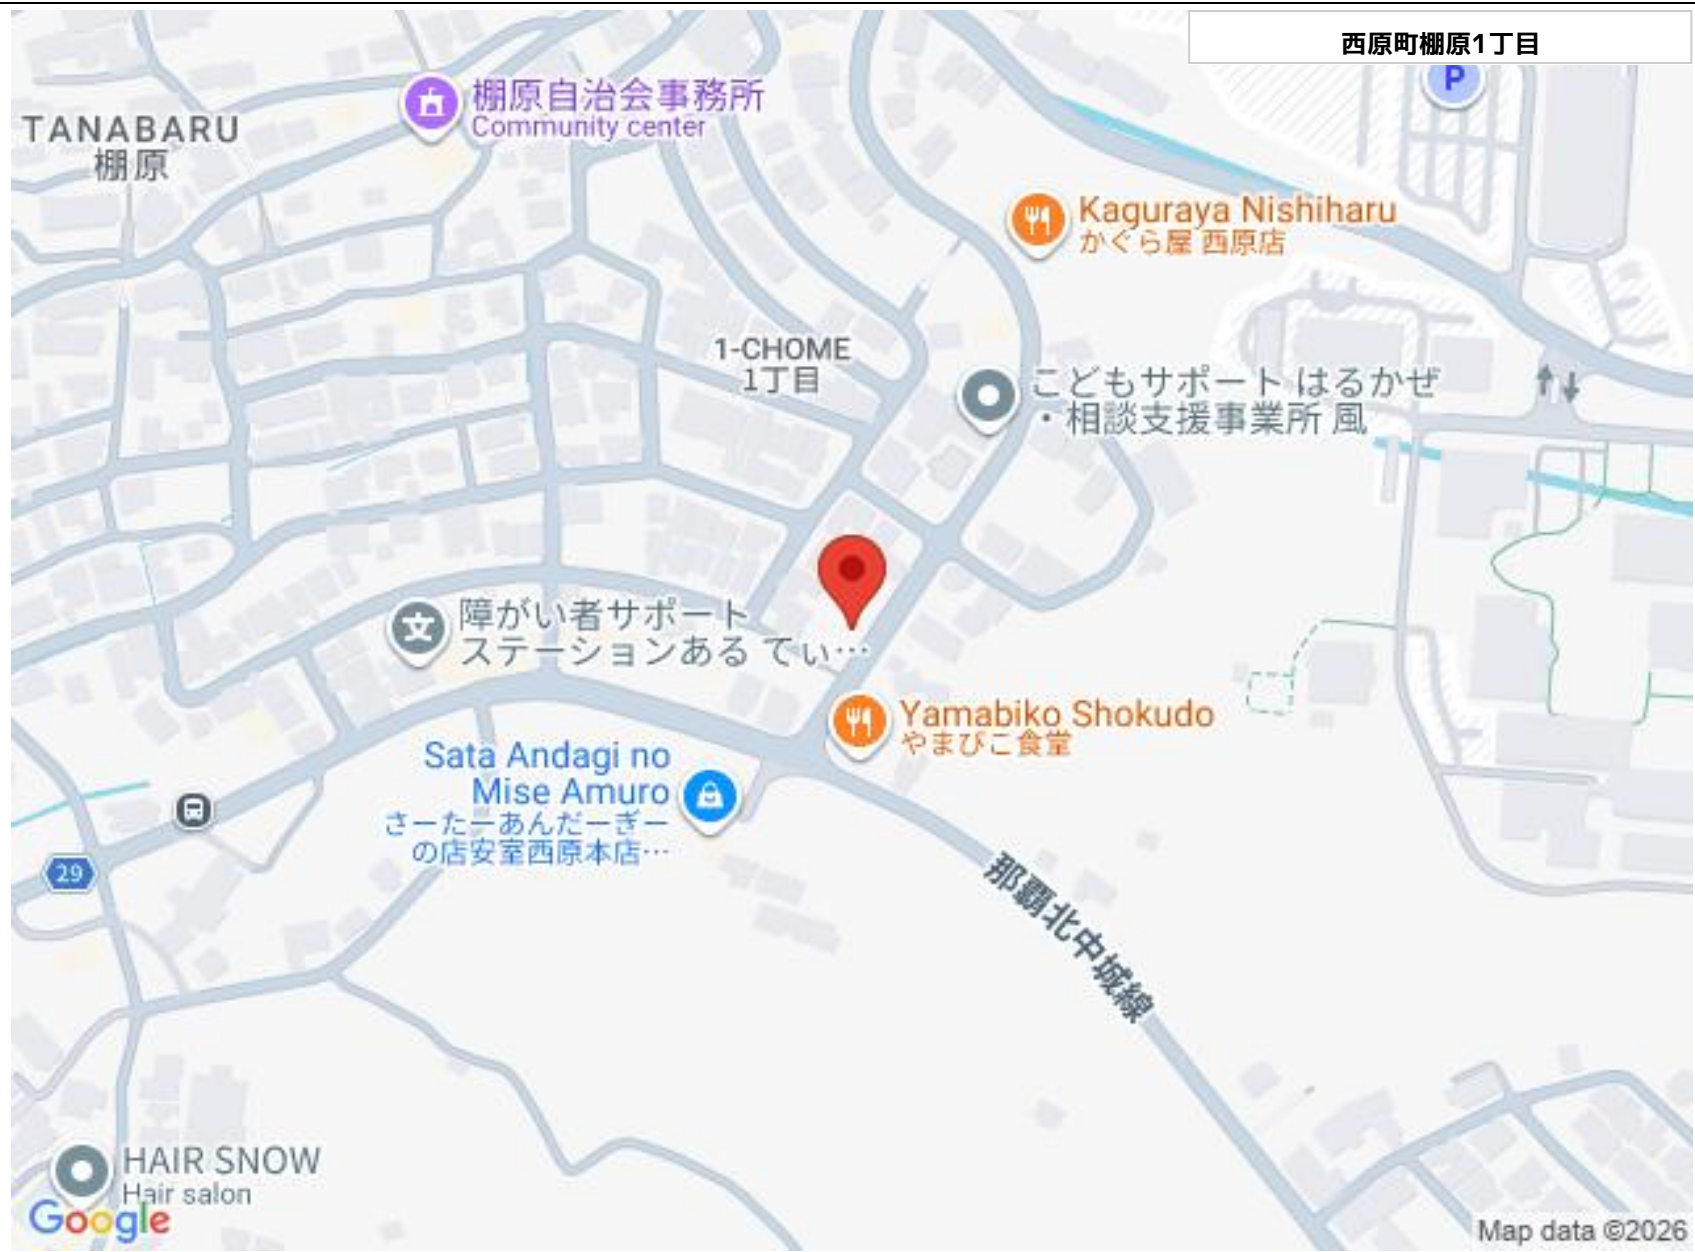 西原町棚原1丁目
P
棚原自治会事務所
Community center
TANABARU
棚原
Kaguraya Nishiharu
かぐら屋 西原店
1-CHOME
1丁目
こどもサポート はるかぜ
・相談支援事業所 風
障がい者サポート
ステーションある てぃ…
Yamabiko Shokudo
やまびこ食堂
Sata Andagi no
Mise Amuro
さーたーあんだーぎー
の店安室西原本店…
29
那覇北中城線
HAIR SNOW
Hair salon
Google
Map data ©2026